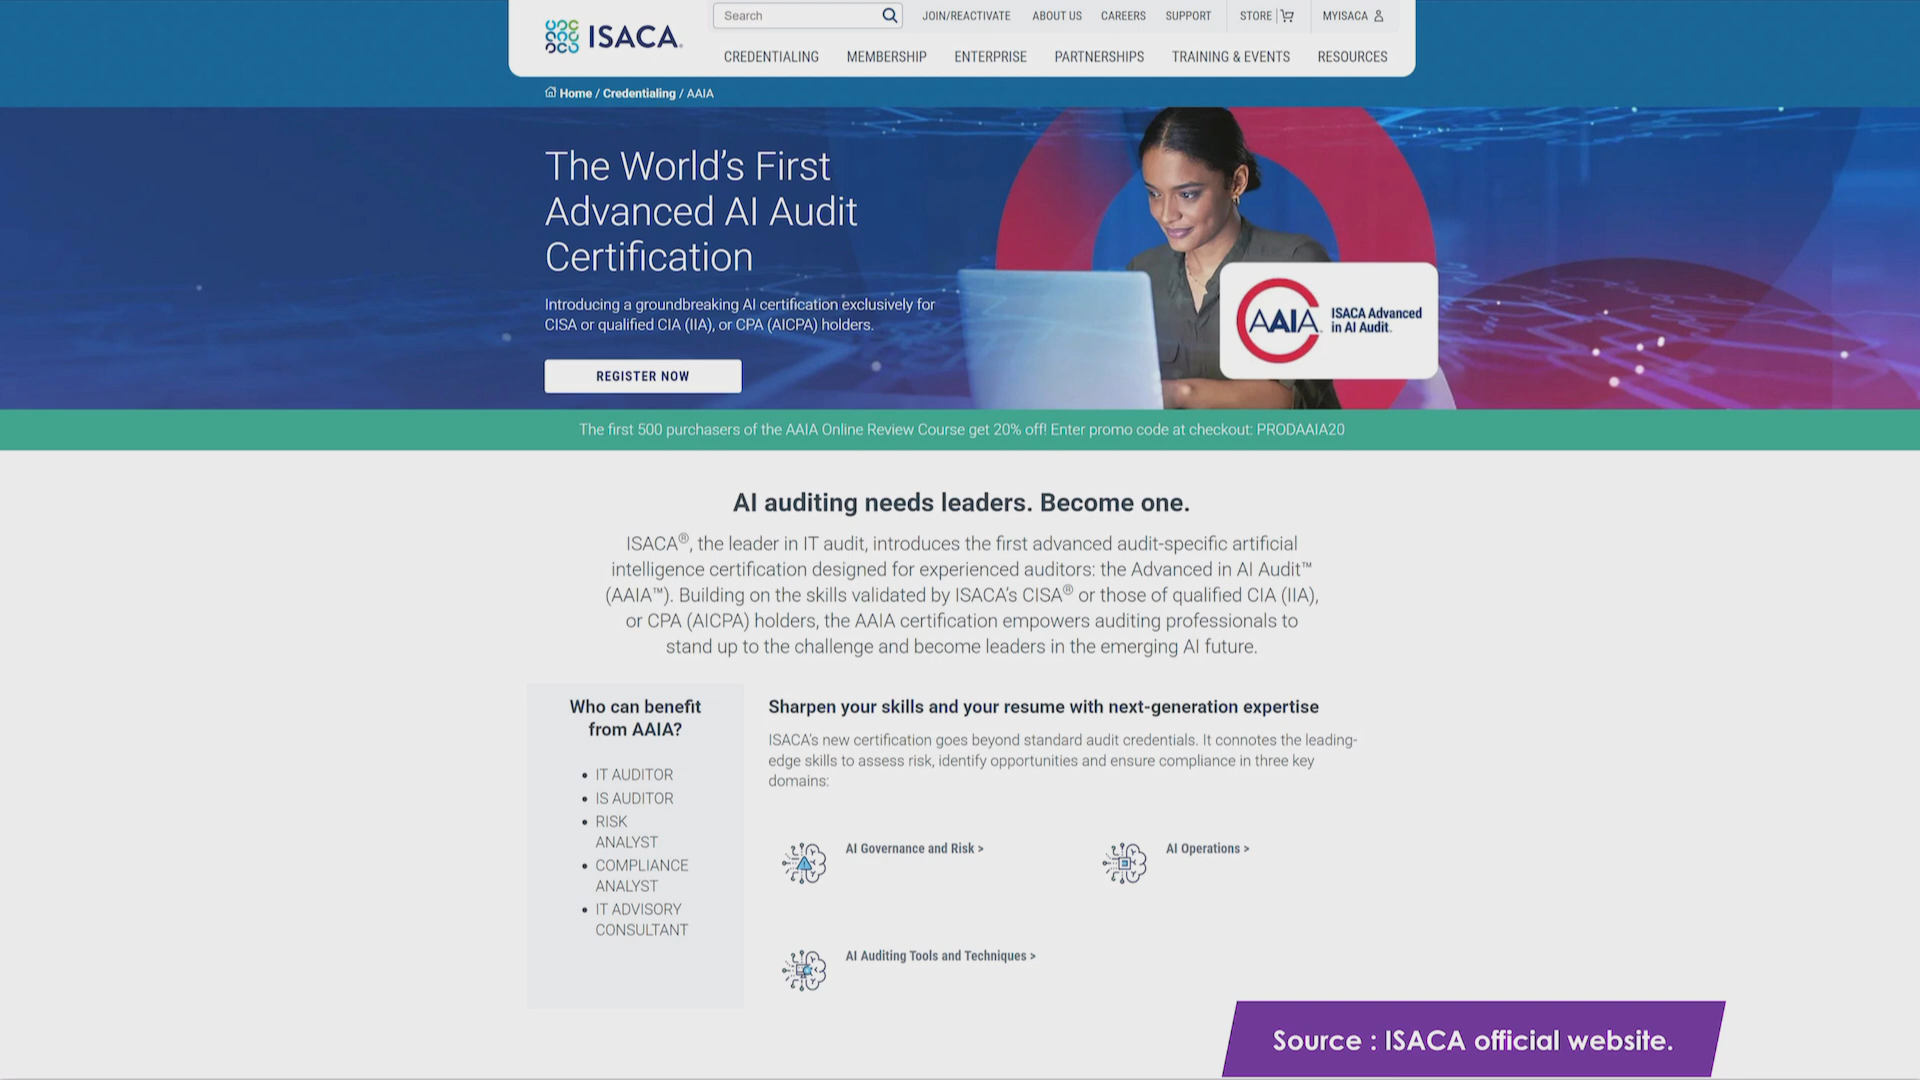 ISACA.
Search
JOIN/REACTIVATE
ABOUT US
CAREERS
SUPPORT
STORE
MYISACA
CREDENTIALING
MEMBERSHIP
ENTERPRISE
PARTNERSHIPS
TRAINING & EVENTS
RESOURCES
Home / Credentialing / AAIA
The World's First
Advanced AI Audit
Certification
Introducing a groundbreaking AI certification exclusively for
CISA or qualified CIA (IIA), or CPA (AICPA) holders.
REGISTER NOW
AAIA
ISACA Advanced
in AI Audit.
The first 500 purchasers of the AAIA Online Review Course get 20% off! Enter promo code at checkout: PRODAAIA20
AI auditing needs leaders. Become one.
ISACA®, the leader in IT audit, introduces the first advanced audit-specific artificial
intelligence certification designed for experienced auditors: the Advanced in AI Audit™
(AAIA™). Building on the skills validated by ISACA's CISA® or those of qualified CIA (IIA),
or CPA (AICPA) holders, the AAIA certification empowers auditing professionals to
stand up to the challenge and become leaders in the emerging AI future.
Who can benefit
from AAIA?
• IT AUDITOR
• IS AUDITOR
• RISK
ANALYST
• COMPLIANCE
ANALYST
• IT ADVISORY
CONSULTANT
Sharpen your skills and your resume with next-generation expertise
ISACA's new certification goes beyond standard audit credentials. It connotes the leading-
edge skills to assess risk, identify opportunities and ensure compliance in three key
domains:
AI Governance and Risk >
AI Operations >
AI Auditing Tools and Techniques >
Source : ISACA official website.